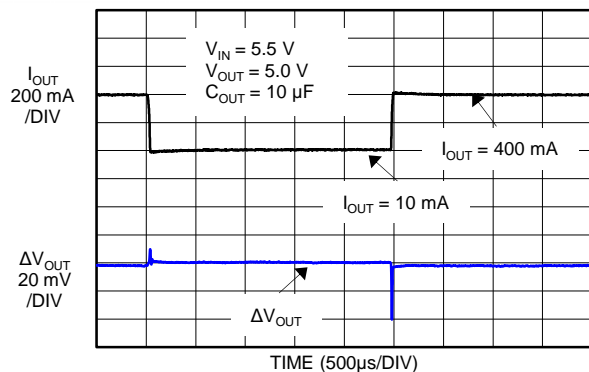 V_IN = 5.5 V
V_OUT = 5.0 V
C_OUT = 10 µF
I_OUT
200 mA
/DIV
I_OUT = 400 mA
I_OUT = 10 mA
ΔV_OUT
20 mV
/DIV
ΔV_OUT
TIME (500µs/DIV)